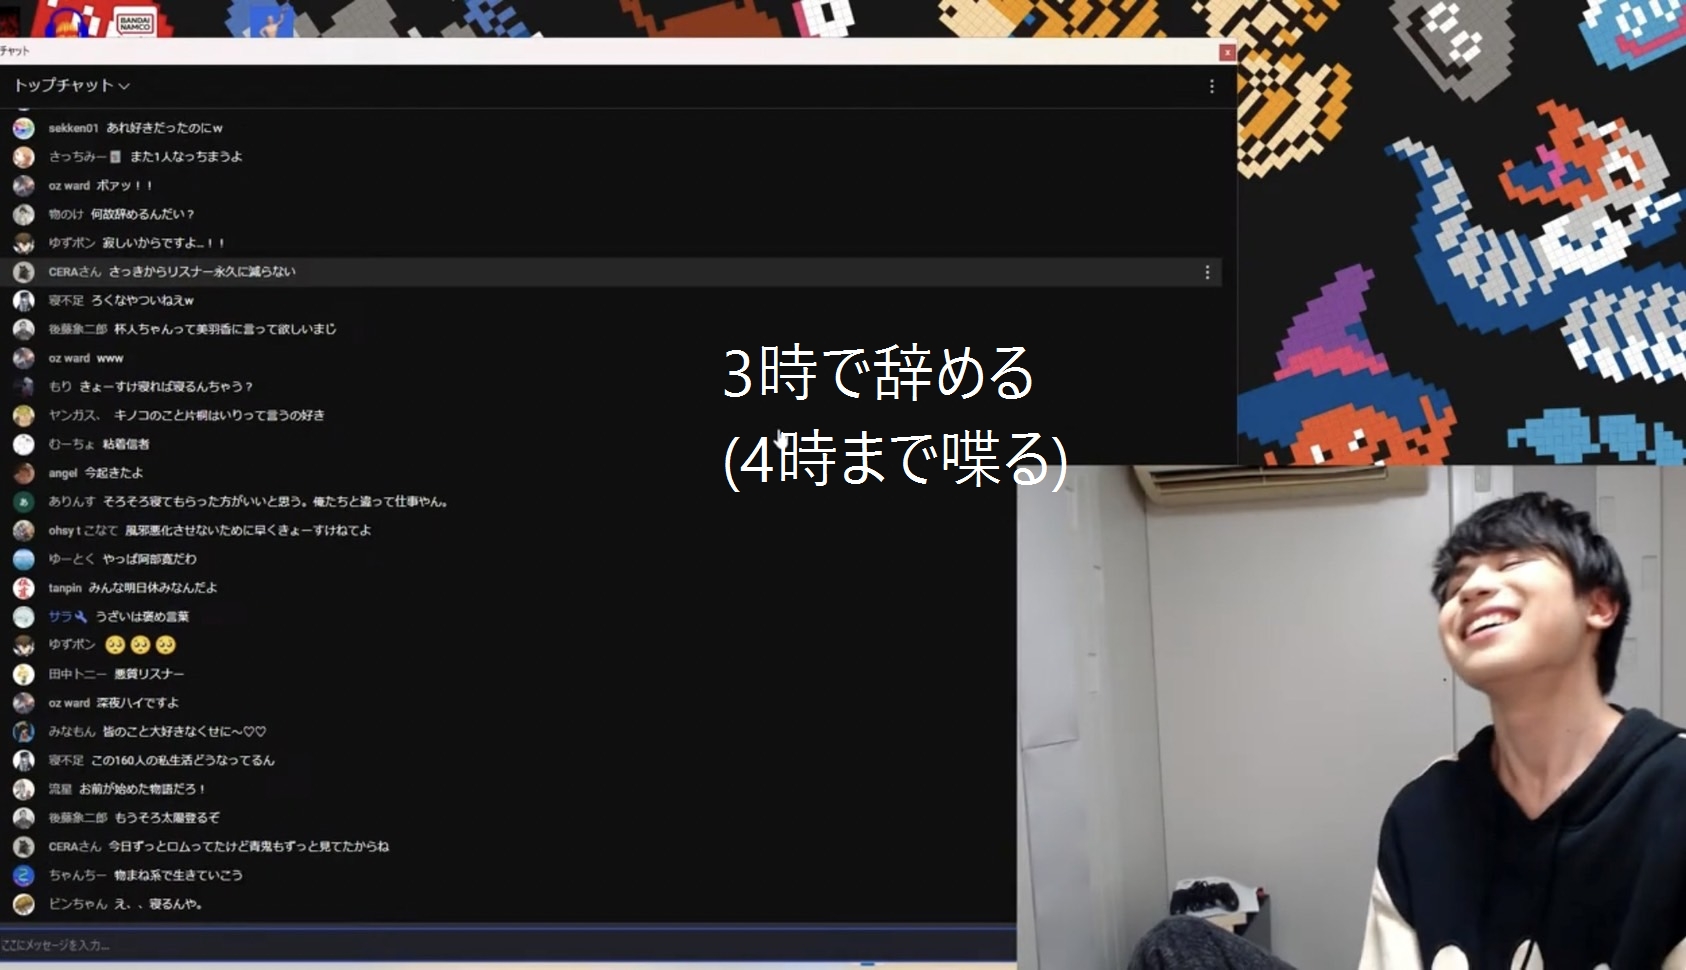 BANDAI
NAMCO
チャット
x
トップチャット
sekken01 あれ好きだったのにw
さっちみー また1人なっちまうよ
oz ward ボアッ！！
物のけ 何故辞めるんだい？
ゆずポン 寂しいからですよ…！！
CERAさん さっきからリスナー永久に減らない
寝不足 ろくなやついねえw
後藤象二郎 杯人ちゃんって美羽香に言って欲しいまじ
oz ward www
もり きょーすけ寝れば寝るんちゃう？
ヤンガス、 キノコのこと片桐はいりって言うの好き
むーちょ 粘着信者
angel 今起きたよ
あ ありんす そろそろ寝てもらった方がいいと思う。俺たちと違って仕事やん。
ohsy t こなて 風邪悪化させないために早くきょーすけねてよ
ゆーとく やっぱ阿部寛だわ
tanpin みんな明日休みなんだよ
サラ うざいは褒め言葉
ゆずポン 🥺🥺🥺
田中トニー 悪質リスナー
oz ward 深夜ハイですよ
みなもん 皆のこと大好きなくせに〜♡♡
寝不足 この160人の私生活どうなってるん
流星 お前が始めた物語だろ！
後藤象二郎 もうそろ太陽登るぞ
CERAさん 今日ずっとロムってたけど青鬼もずっと見てたからね
ちゃんちー 物まね系で生きていこう
ビンちゃん え、、寝るんや。
ここにメッセージを入力...
3時で辞める
(4時まで喋る)